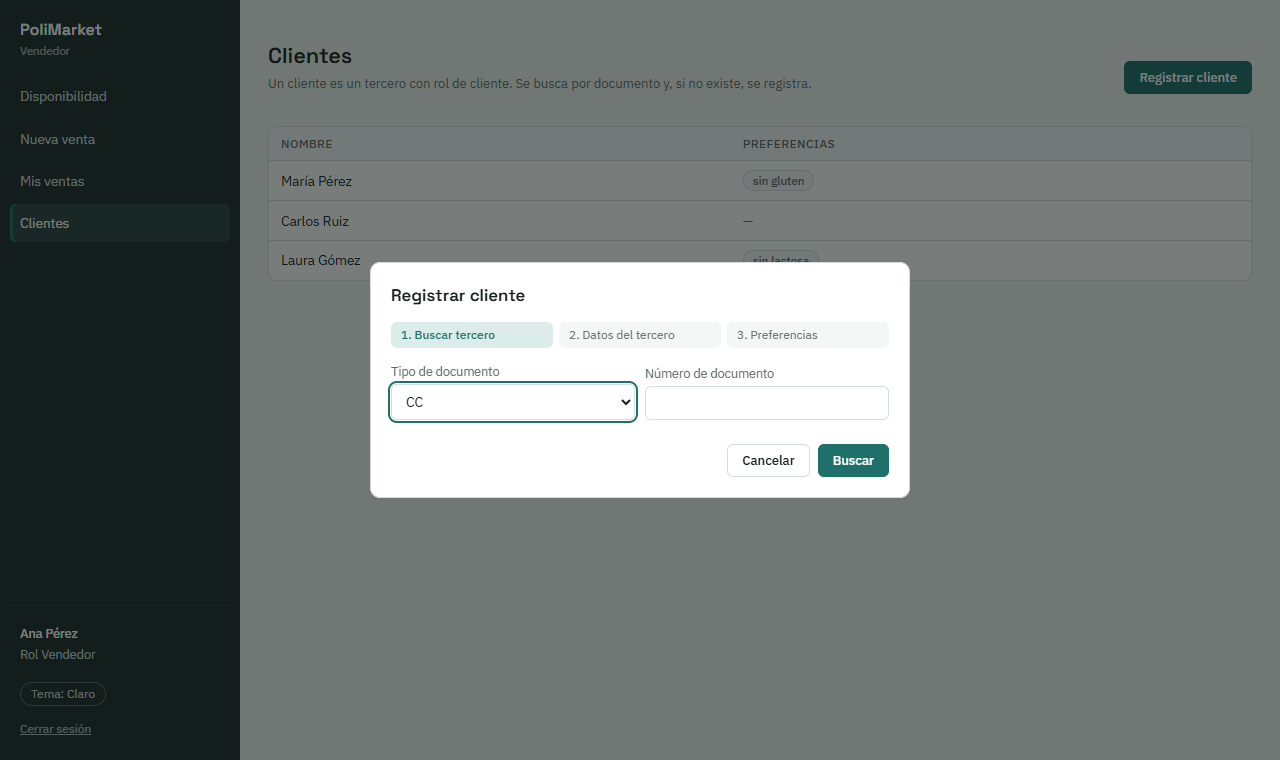 PoliMarket
Vendedor
Disponibilidad
Nueva venta
Mis ventas
Clientes
Ana Pérez
Rol Vendedor
Tema: Claro
Cerrar sesión
Clientes
Un cliente es un tercero con rol de cliente. Se busca por documento y, si no existe, se registra.
Registrar cliente
NOMBRE PREFERENCIAS
María Pérez sin gluten
Carlos Ruiz —
Laura Gómez sin lactosa
Registrar cliente
1. Buscar tercero 2. Datos del tercero 3. Preferencias
Tipo de documento Número de documento
CC
Cancelar Buscar